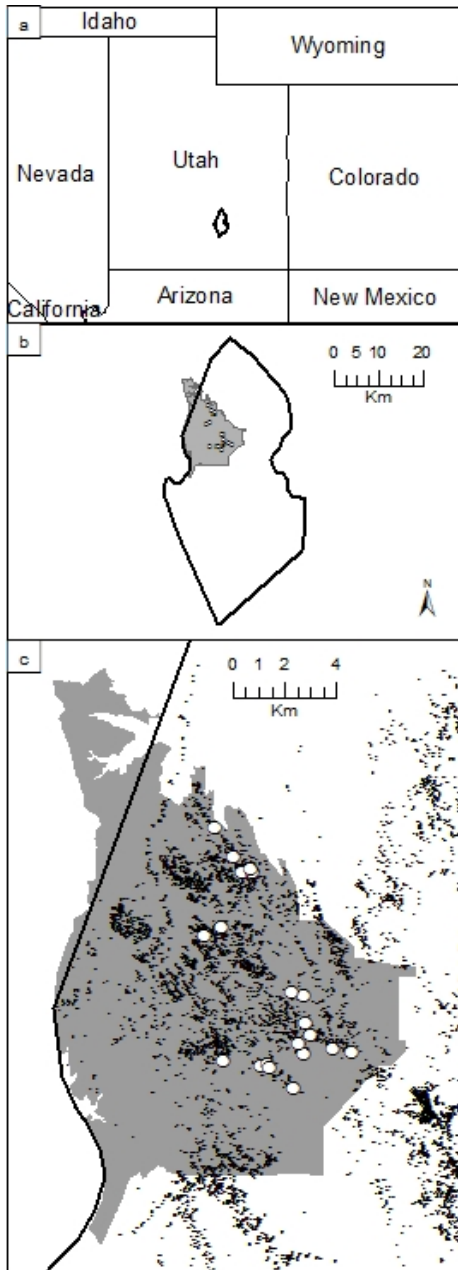 a
Idaho
Wyoming
Nevada
Utah
Colorado
California
Arizona
New Mexico
b
0 5 10 20
Km
N
c
0 1 2 4
Km